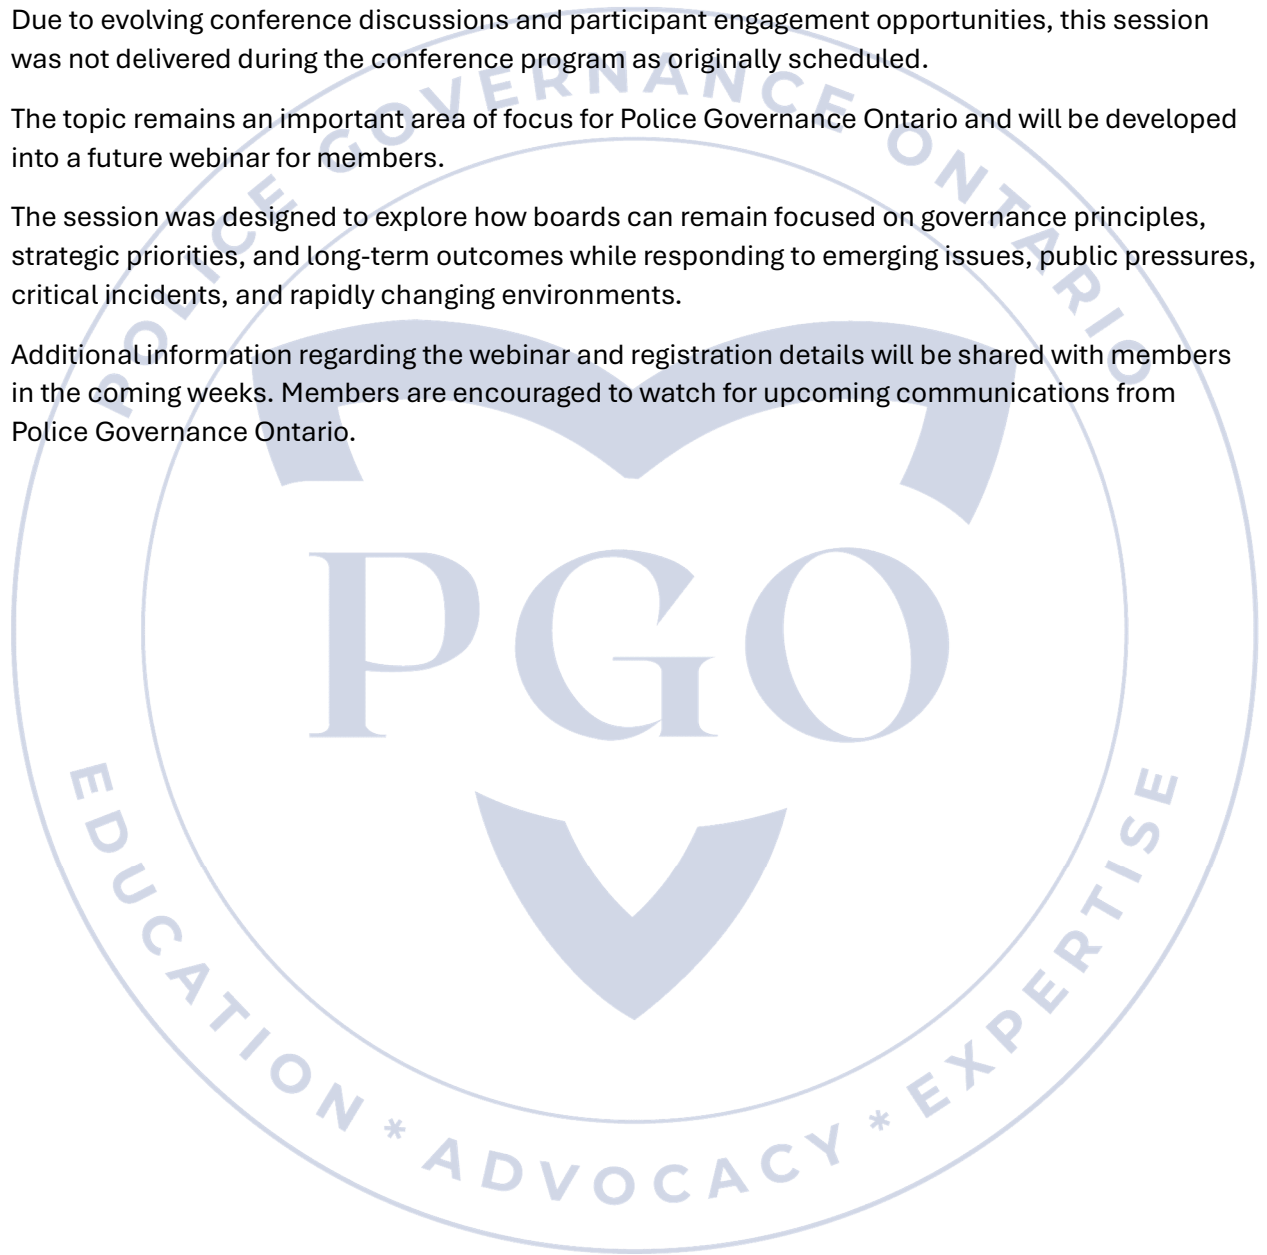 Due to evolving conference discussions and participant engagement opportunities, this session
was not delivered during the conference program as originally scheduled.
The topic remains an important area of focus for Police Governance Ontario and will be developed
into a future webinar for members.
The session was designed to explore how boards can remain focused on governance principles,
strategic priorities, and long-term outcomes while responding to emerging issues, public pressures,
critical incidents, and rapidly changing environments.
Additional information regarding the webinar and registration details will be shared with members
in the coming weeks. Members are encouraged to watch for upcoming communications from
Police Governance Ontario.
POLICE GOVERNANCE ONTARIO
PGO
EDUCATION * ADVOCACY * EXPERTISE